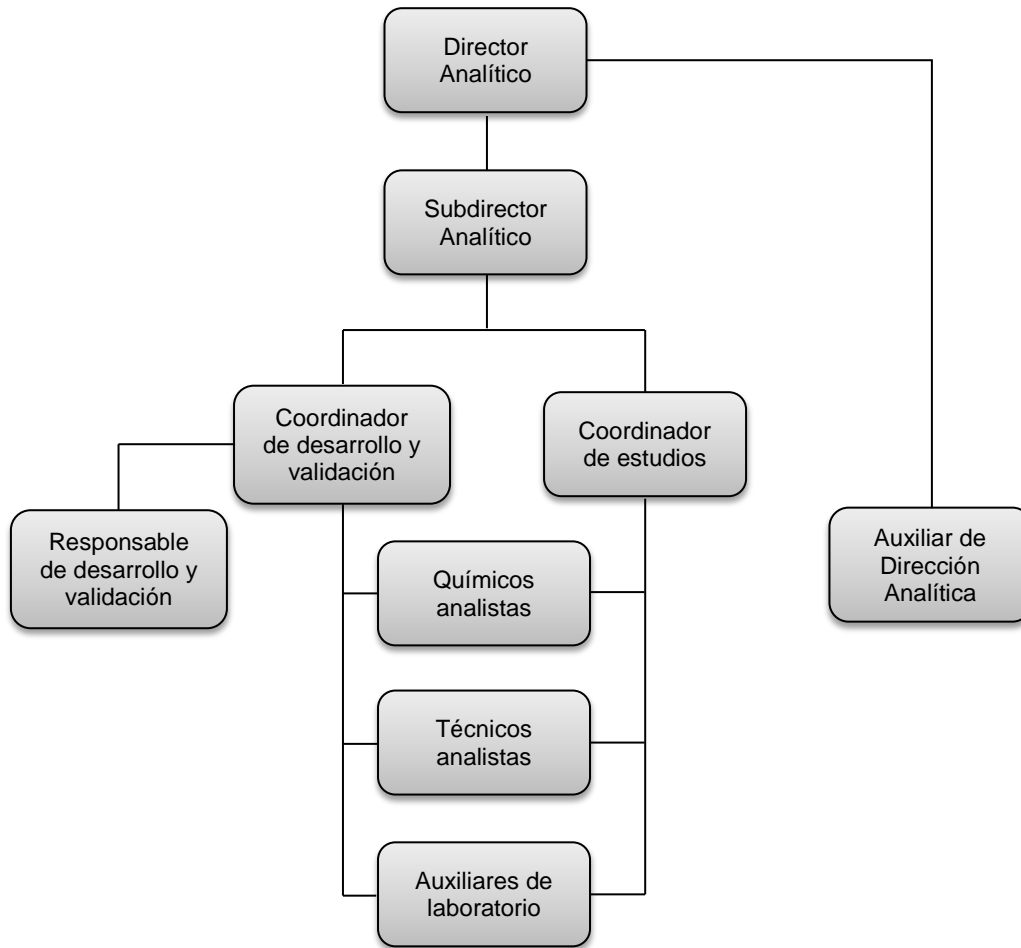 Director
Analítico
Subdirector
Analítico
Coordinador
de desarrollo y
validación
Coordinador
de estudios
Responsable
de desarrollo y
validación
Auxiliar de
Dirección
Analítica
Químicos
analistas
Técnicos
analistas
Auxiliares de
laboratorio